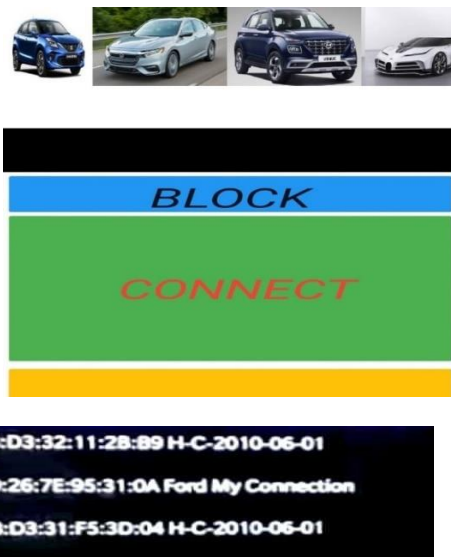 BLOCK
CONNECT
:D3:32:11:2B:B9 H-C-2010-06-01
:26:7E:95:31:0A Ford My Connection
:D3:31:F5:3D:04 H-C-2010-06-01